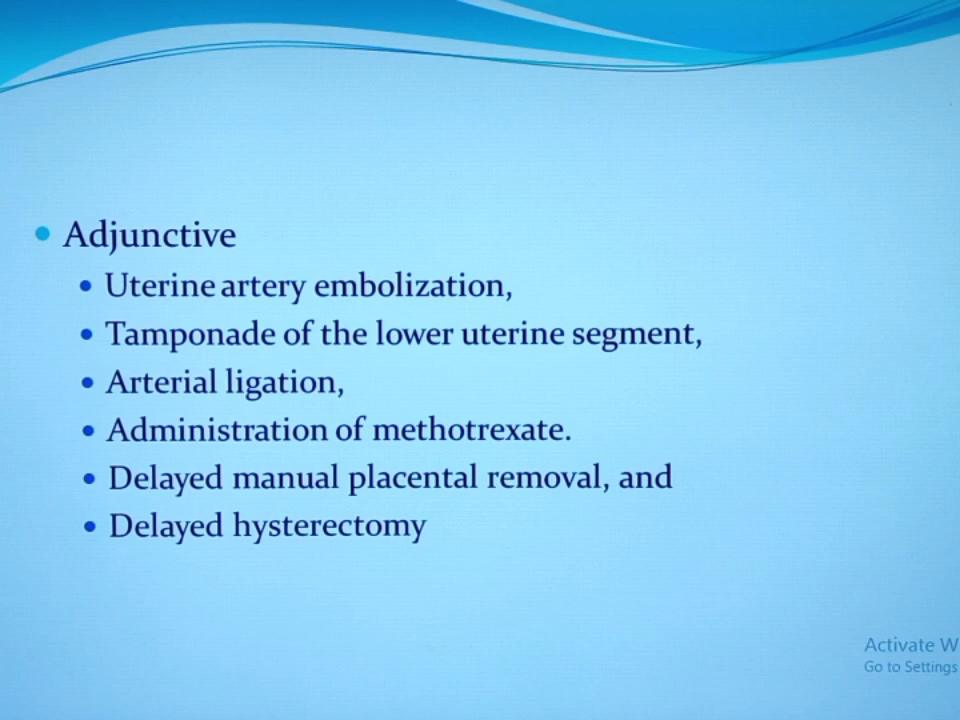 Adjunctive
Uterine artery embolization,
Tamponade of the lower uterine segment,
Arterial ligation,
Administration of methotrexate.
Delayed manual placental removal, and
Delayed hysterectomy
Activate W
Go to Settings